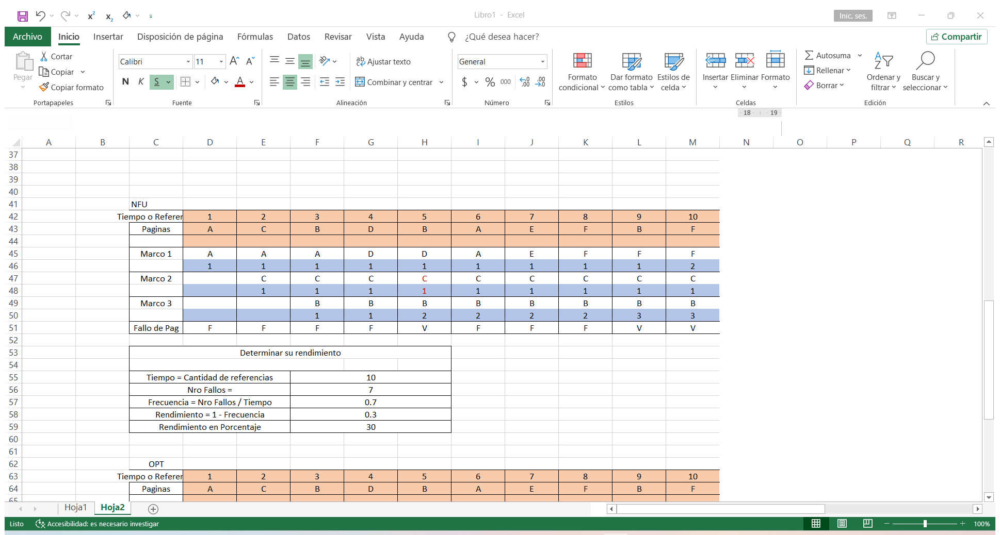 Libro1 - Excel
Inic. ses.
Archivo Inicio Insertar Disposición de página Fórmulas Datos Revisar Vista Ayuda ¿Qué desea hacer? Compartir
Pegar
Cortar
Copiar
Copiar formato
Portapapeles
Calibri 11
N K S
Fuente
Ajustar texto
Combinar y centrar
Alineación
General
$ % 000
Número
Formato condicional
Dar formato como tabla
Estilos de celda
Estilos
Insertar Eliminar Formato
Celdas
Autosuma
Rellenar
Borrar
Ordenar y filtrar
Buscar y seleccionar
Edición
18 19
A B C D E F G H I J K L M N O P Q R
37
38
39
40
41 NFU
42 Tiempo o Referer 1 2 3 4 5 6 7 8 9 10
43 Paginas A C B D B A E F B F
44
45 Marco 1 A A A D D A E F F F
46 1 1 1 1 1 1 1 1 1 2
47 Marco 2 C C C C C C C C C
48 1 1 1 1 1 1 1 1 1
49 Marco 3 B B B B B B B B
50 1 1 2 2 2 2 3 3
51 Fallo de Pag F F F F V F F F V V
52
53 Determinar su rendimiento
54
55 Tiempo = Cantidad de referencias 10
56 Nro Fallos = 7
57 Frecuencia = Nro Fallos / Tiempo 0.7
58 Rendimiento = 1 - Frecuencia 0.3
59 Rendimiento en Porcentaje 30
60
61
62 OPT
63 Tiempo o Referer 1 2 3 4 5 6 7 8 9 10
64 Paginas A C B D B A E F B F
65
Hoja1 Hoja2
Listo Accesibilidad: es necesario investigar 100%